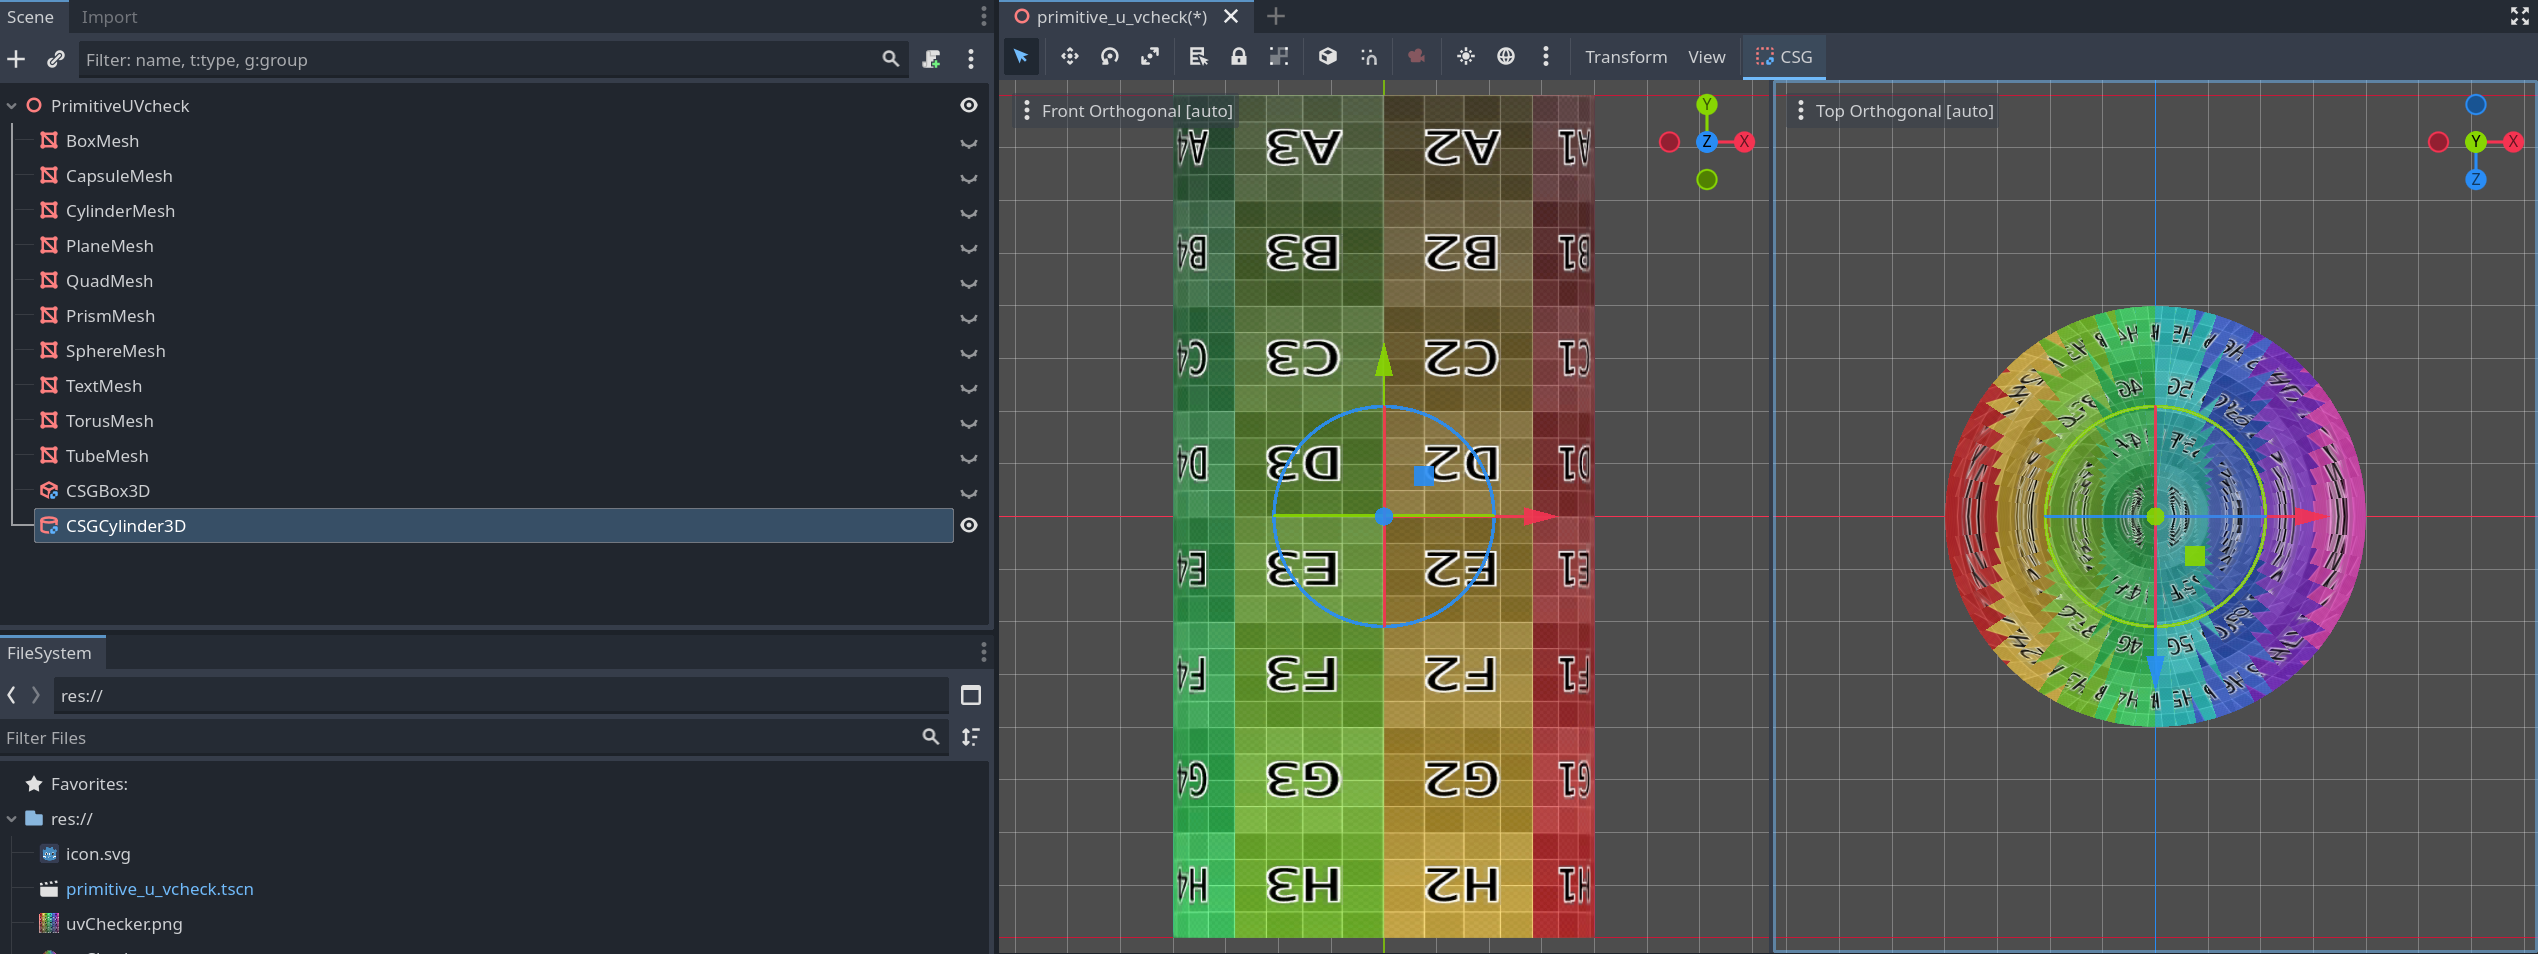 Scene Import
Filter: name, t:type, g:group
PrimitiveUVcheck
BoxMesh
CapsuleMesh
CylinderMesh
PlaneMesh
QuadMesh
PrismMesh
SphereMesh
TextMesh
TorusMesh
TubeMesh
CSGBox3D
CSGCylinder3D
FileSystem
res://
Filter Files
Favorites:
res://
icon.svg
primitive_u_vcheck.tscn
uvChecker.png
primitive_u_vcheck(*)
Transform View CSG
Front Orthogonal [auto]
Y
Z X
A4 A3 A2 A1
B4 B3 B2 B1
C4 C3 C2 C1
D4 D3 D2 D1
E4 E3 E2 E1
F4 F3 F2 F1
G4 G3 G2 G1
H4 H3 H2 H1
Top Orthogonal [auto]
Y X
Z